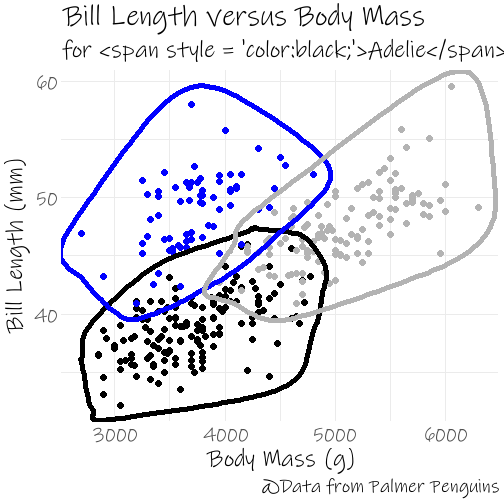 Bill Length versus Body Mass
for <span style = 'color:black;'>Adelie</span>
60
50
40
Bill Length (mm)
3000 4000 5000 6000
Body Mass (g)
@Data from Palmer Penguins